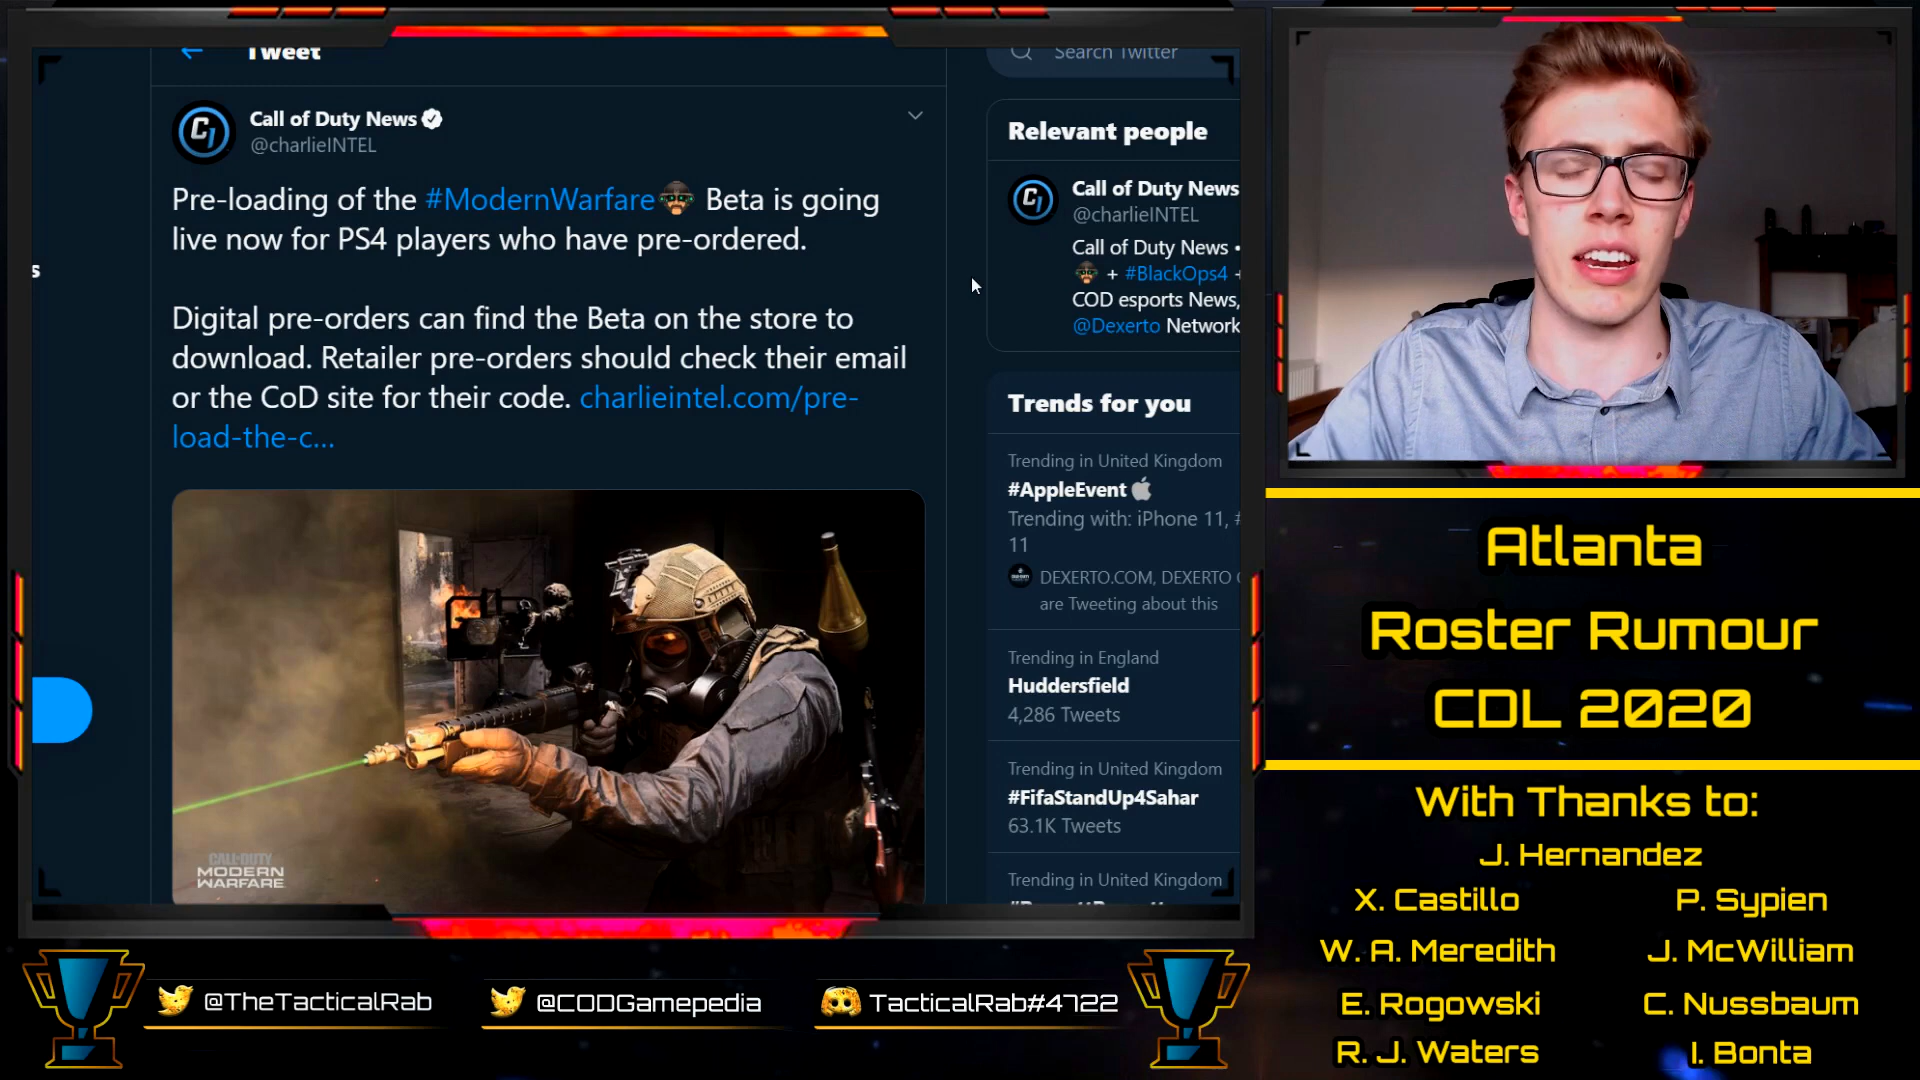 Tweet
Search Twitter
Call of Duty News
@charlieINTEL
Pre-loading of the #ModernWarfare Beta is going
live now for PS4 players who have pre-ordered.
Digital pre-orders can find the Beta on the store to
download. Retailer pre-orders should check their email
or the CoD site for their code. charlieintel.com/pre-
load-the-c...
CALL OF DUTY
MODERN
WARFARE
s
Relevant people
Call of Duty News
@charlieINTEL
Call of Duty News •
+ #BlackOps4 +
COD esports News,
@Dexerto Network
Trends for you
Trending in United Kingdom
#AppleEvent
Trending with: iPhone 11, #
11
DEXERTO.COM, DEXERTO
are Tweeting about this
Trending in England
Huddersfield
4,286 Tweets
Trending in United Kingdom
#FifaStandUp4Sahar
63.1K Tweets
Trending in United Kingdom
Atlanta
Roster Rumour
CDL 2020
With Thanks to:
J. Hernandez
X. Castillo P. Sypien
W. A. Meredith J. McWilliam
E. Rogowski C. Nussbaum
R. J. Waters I. Bonta
@TheTacticalRab @CODGamepedia TacticalRab#4722